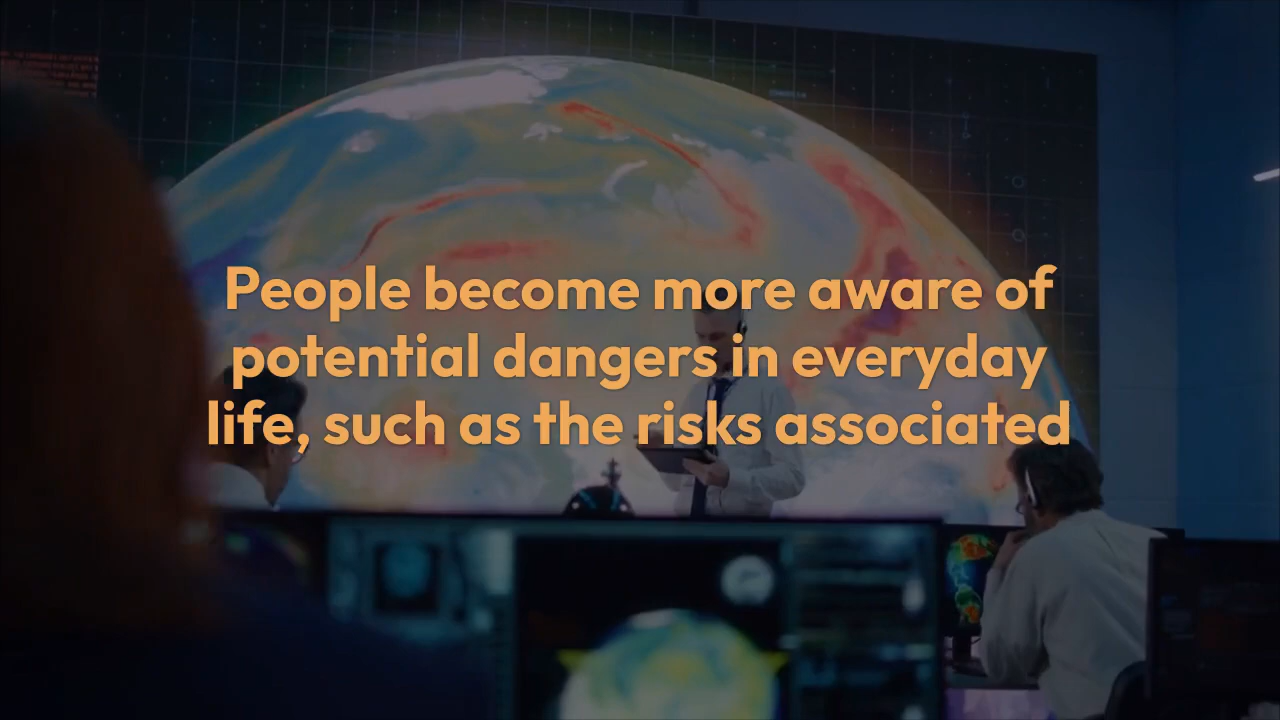 People become more aware of
potential dangers in everyday
life, such as the risks associated